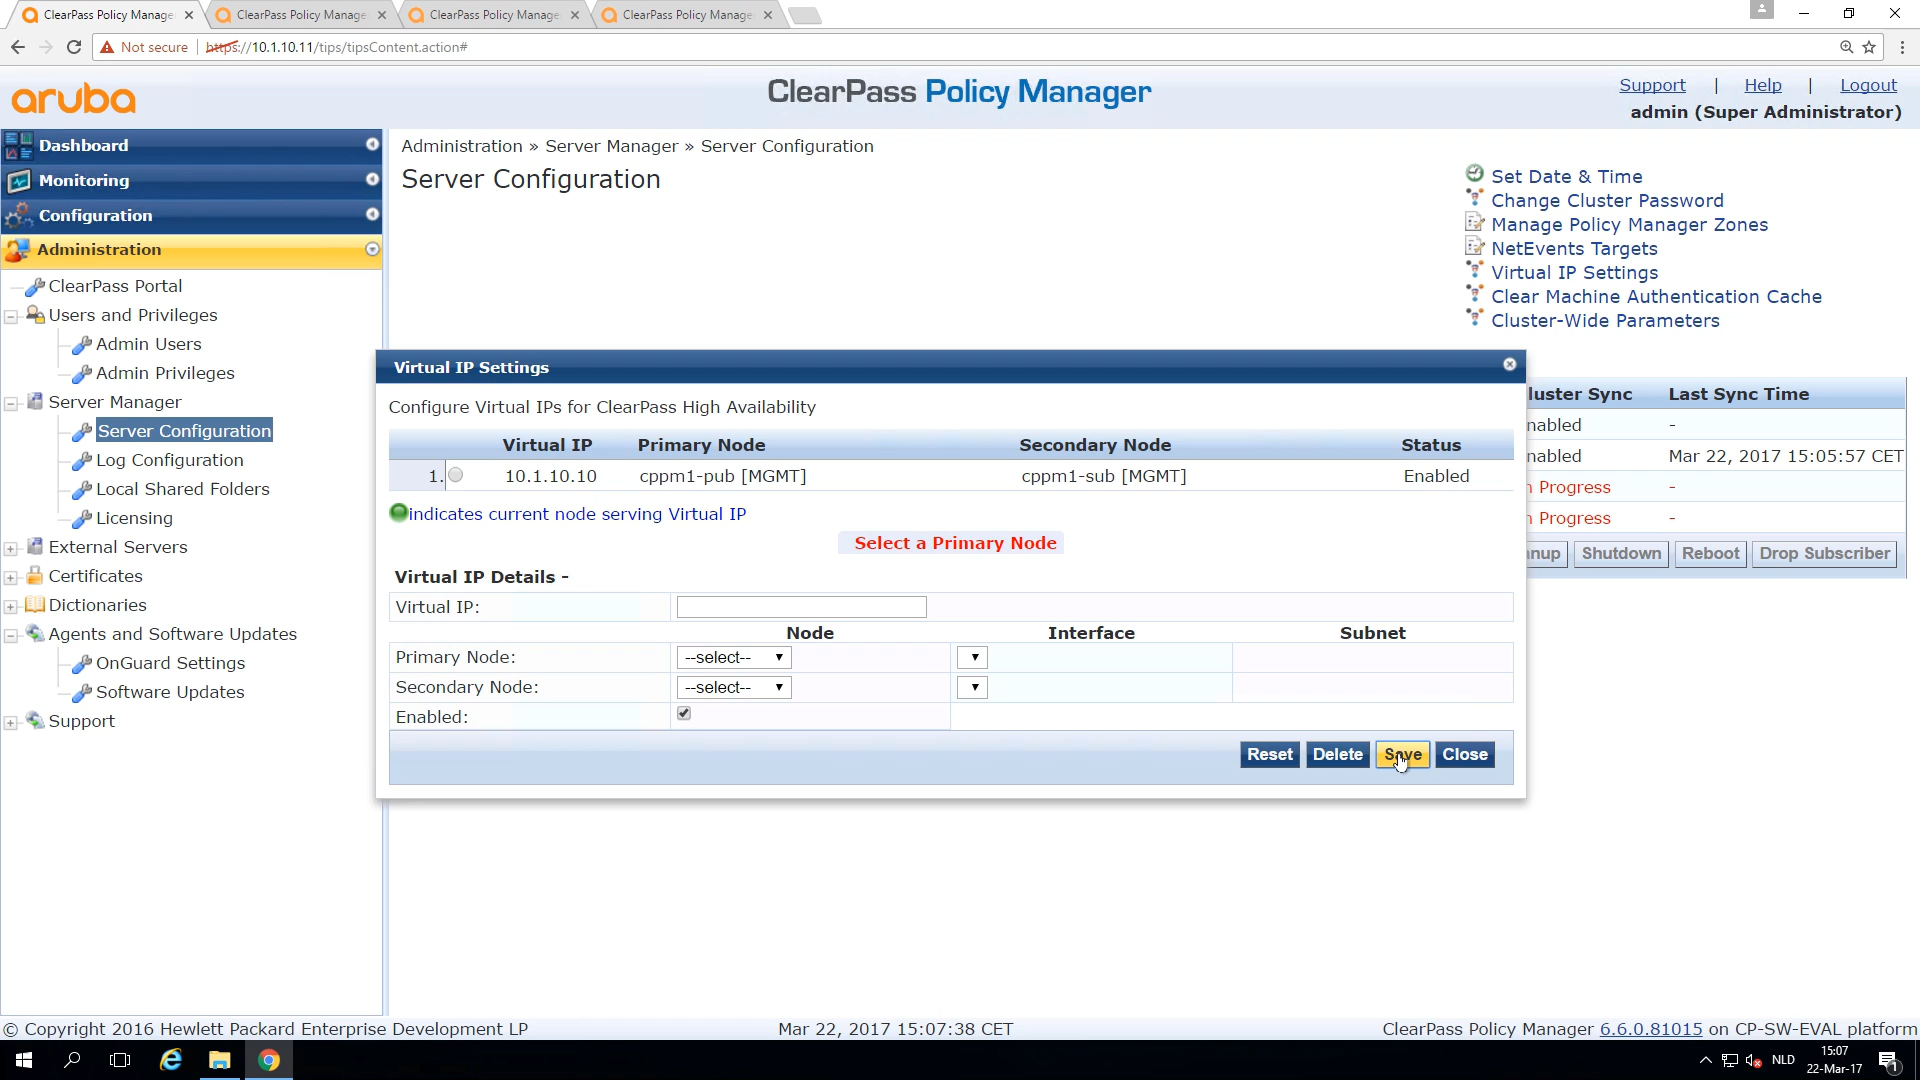 ClearPass Policy Manage
ClearPass Policy Manage
ClearPass Policy Manage
ClearPass Policy Manage
Not secure
https://10.1.10.11/tips/tipsContent.action#
aruba
ClearPass Policy Manager
Support | Help | Logout
admin (Super Administrator)
Dashboard
Monitoring
Configuration
Administration
ClearPass Portal
Users and Privileges
Admin Users
Admin Privileges
Server Manager
Server Configuration
Log Configuration
Local Shared Folders
Licensing
External Servers
Certificates
Dictionaries
Agents and Software Updates
OnGuard Settings
Software Updates
Support
Administration » Server Manager » Server Configuration
Server Configuration
Set Date & Time
Change Cluster Password
Manage Policy Manager Zones
NetEvents Targets
Virtual IP Settings
Clear Machine Authentication Cache
Cluster-Wide Parameters
luster Sync Last Sync Time
nabled -
nabled Mar 22, 2017 15:05:57 CET
n Progress -
n Progress -
nup Shutdown Reboot Drop Subscriber
Virtual IP Settings
Configure Virtual IPs for ClearPass High Availability
Virtual IP Primary Node Secondary Node Status
1. 10.1.10.10 cppm1-pub [MGMT] cppm1-sub [MGMT] Enabled
indicates current node serving Virtual IP
Select a Primary Node
Virtual IP Details -
Virtual IP:
Node Interface Subnet
Primary Node: --select--
Secondary Node: --select--
Enabled:
Reset Delete Save Close
© Copyright 2016 Hewlett Packard Enterprise Development LP
Mar 22, 2017 15:07:38 CET
ClearPass Policy Manager 6.6.0.81015 on CP-SW-EVAL platform
NLD
15:07
22-Mar-17
1